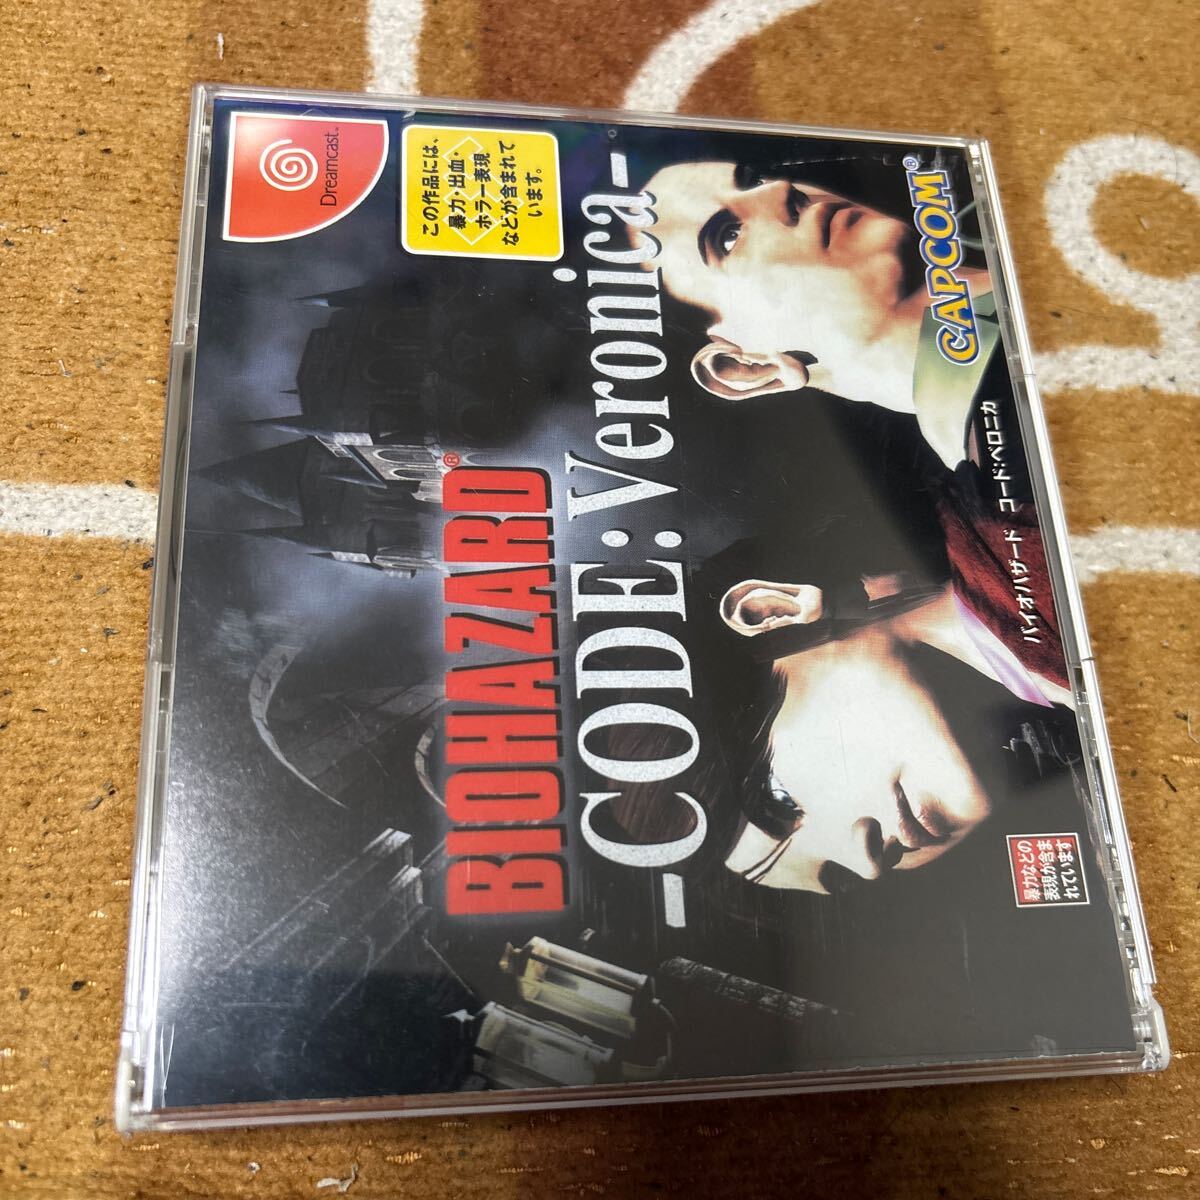 Dreamcast™
この作品には、
暴力・出血・
ホラー表現
などが含まれて
います。
BIOHAZARD®
-CODE:Veronica-
CAPCOM®
バイオハザード コード:ベロニカ
暴力などの
表現が含ま
れています